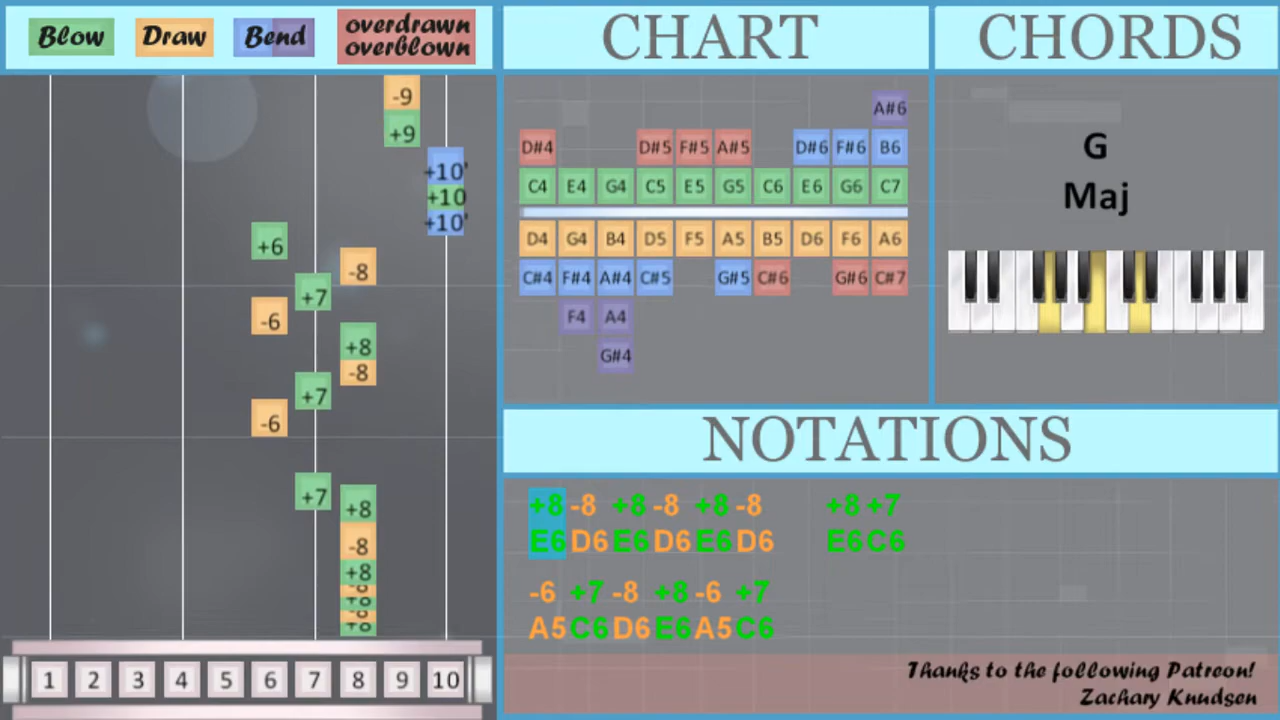 Blow Draw Bend overdrawn
overblown
CHART
CHORDS
-9
+9
+10'
+10
+10'
+6
-8
+7
-6
+8
-8
+7
-6
+7
+8
-8
+8
-8
+8
-8
+8
1 2 3 4 5 6 7 8 9 10
A#6
D#4 D#5 F#5 A#5 D#6 F#6 B6
C4 E4 G4 C5 E5 G5 C6 E6 G6 C7
D4 G4 B4 D5 F5 A5 B5 D6 F6 A6
C#4 F#4 A#4 C#5 G#5 C#6 G#6 C#7
F4 A4
G#4
G
Maj
NOTATIONS
+8 -8 +8 -8 +8 -8 +8 +7
E6 D6 E6 D6 E6 D6 E6 C6
-6 +7 -8 +8 -6 +7
A5 C6 D6 E6 A5 C6
Thanks to the following Patreon!
Zachary Knudsen